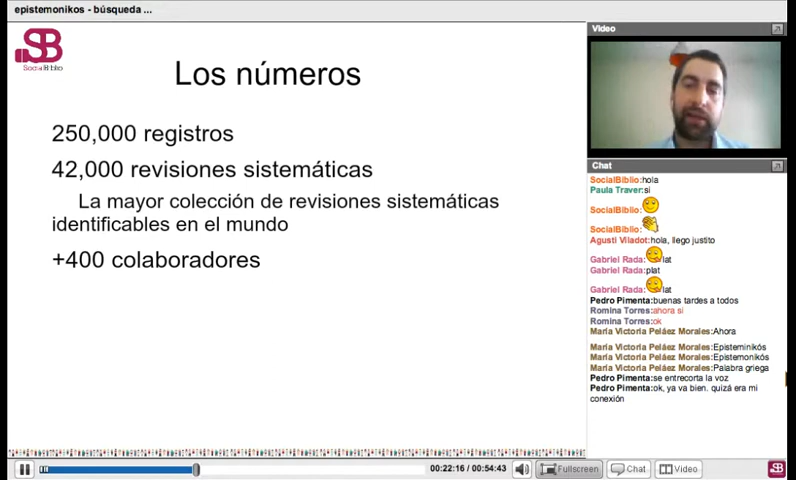 epistemonikos - búsqueda ...
SB
SocialBiblio
Los números
250,000 registros
42,000 revisiones sistemáticas
La mayor colección de revisiones sistemáticas
identificables en el mundo
+400 colaboradores
Video
Chat
SocialBiblio:hola
Paula Traver:si
SocialBiblio:
SocialBiblio:
Agusti Viladot:hola, llego justito
Gabriel Rada: lat
Gabriel Rada:plat
Gabriel Rada: lat
Pedro Pimenta:buenas tardes a todos
Romina Torres:ahora si
Romina Torres:ok
María Victoria Peláez Morales:Ahora
María Victoria Peláez Morales:Episteminikós
María Victoria Peláez Morales:Epistemonikós
María Victoria Peláez Morales:Palabra griega
Pedro Pimenta:se entrecorta la voz
Pedro Pimenta:ok, ya va bien. quizá era mi
conexión
00:22:16 / 00:54:43
Fullscreen
Chat
Video
SB